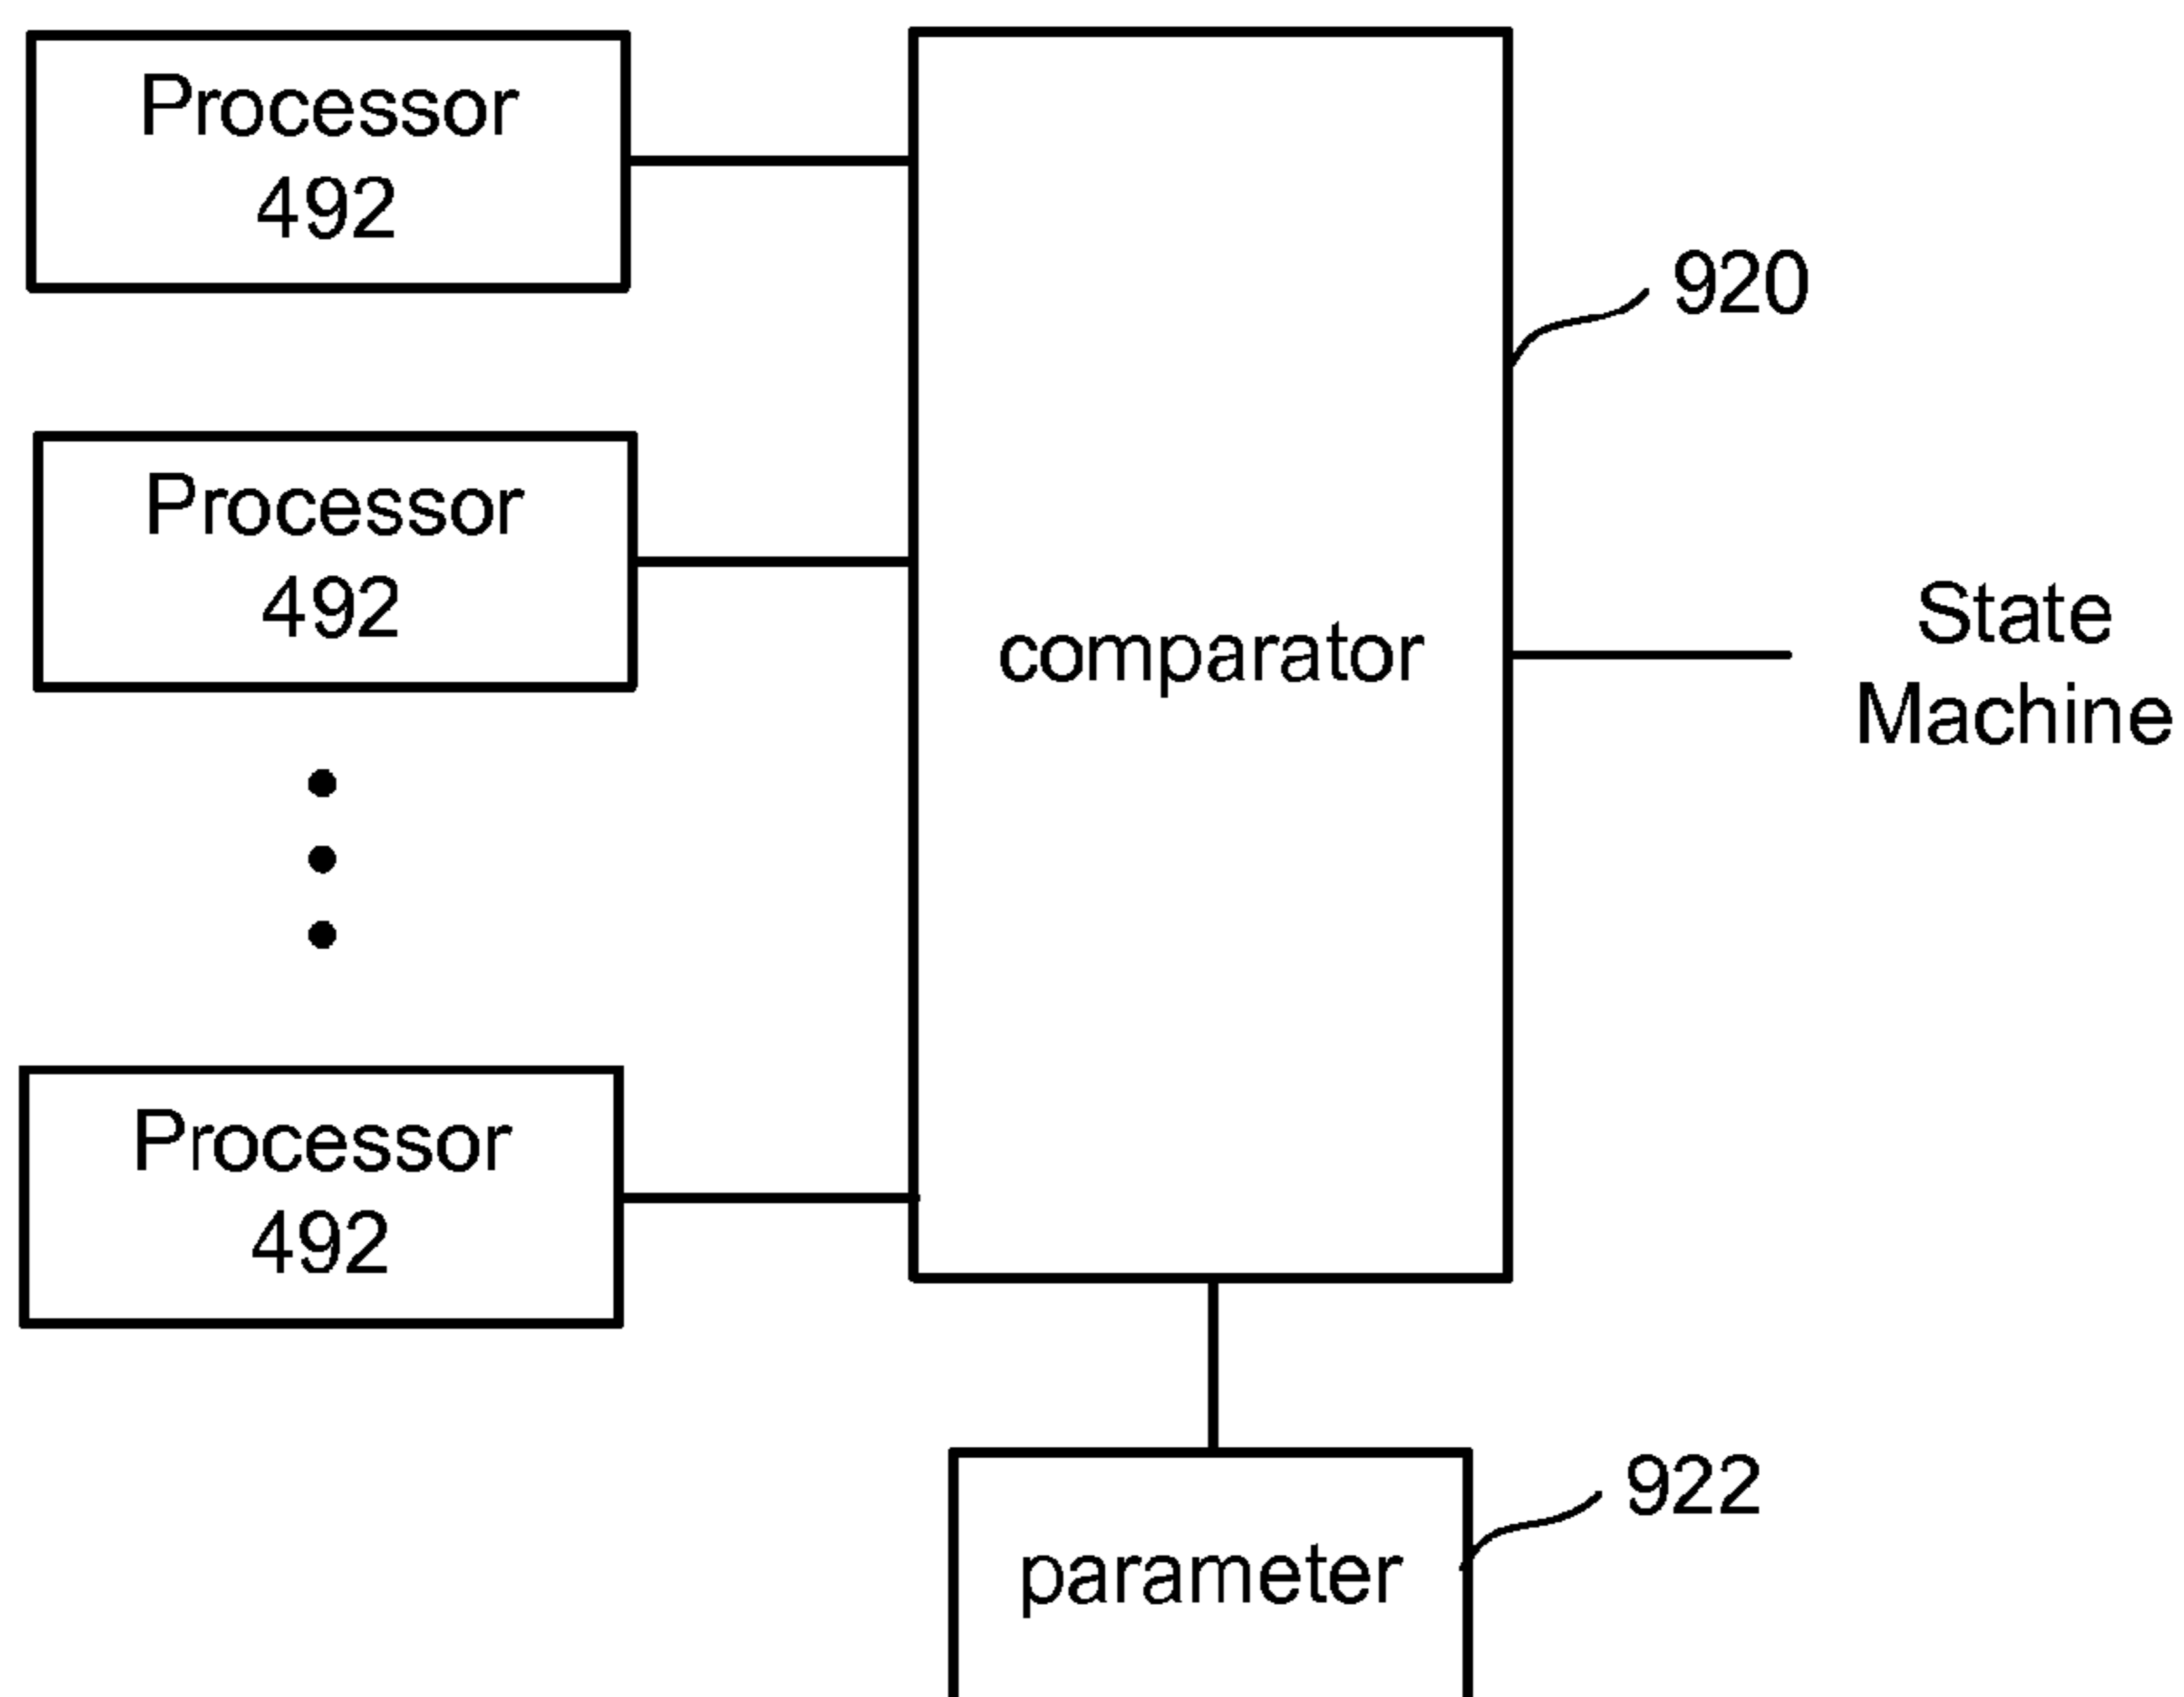 Processor
492
920
Processor
492
comparator
State
Machine
Processor
492
922
parameter